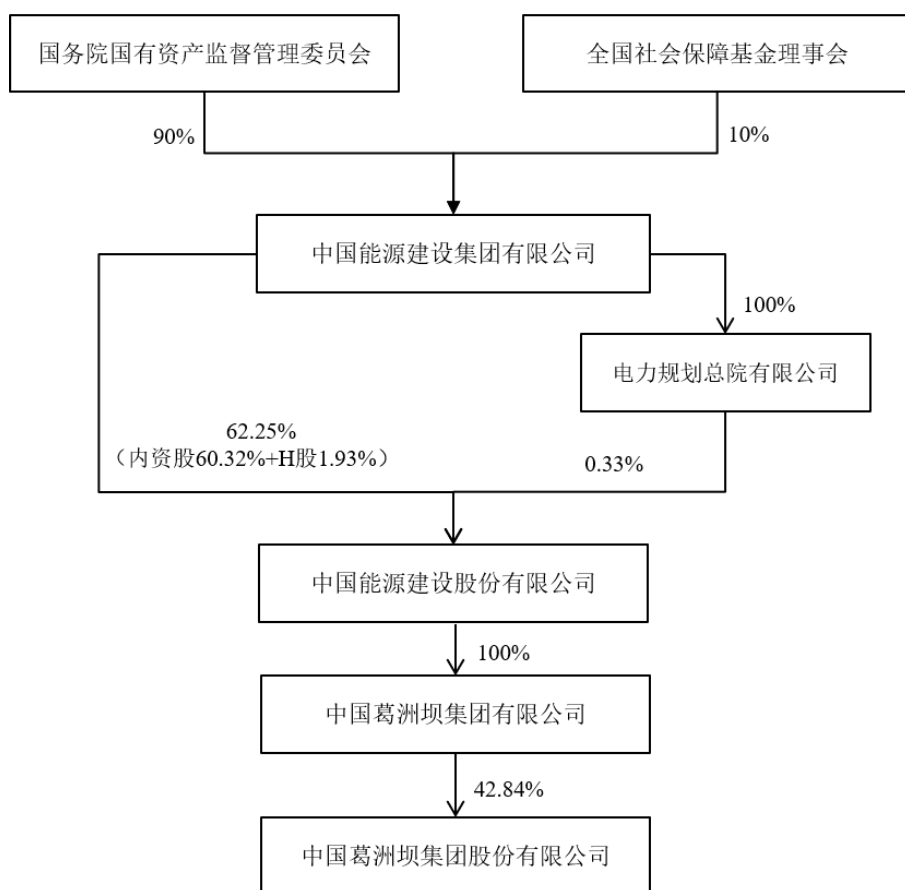 国务院国有资产监督管理委员会
全国社会保障基金理事会
90%
10%
中国能源建设集团有限公司
100%
电力规划总院有限公司
62.25%
（内资股60.32%+H股1.93%）
0.33%
中国能源建设股份有限公司
100%
中国葛洲坝集团有限公司
42.84%
中国葛洲坝集团股份有限公司